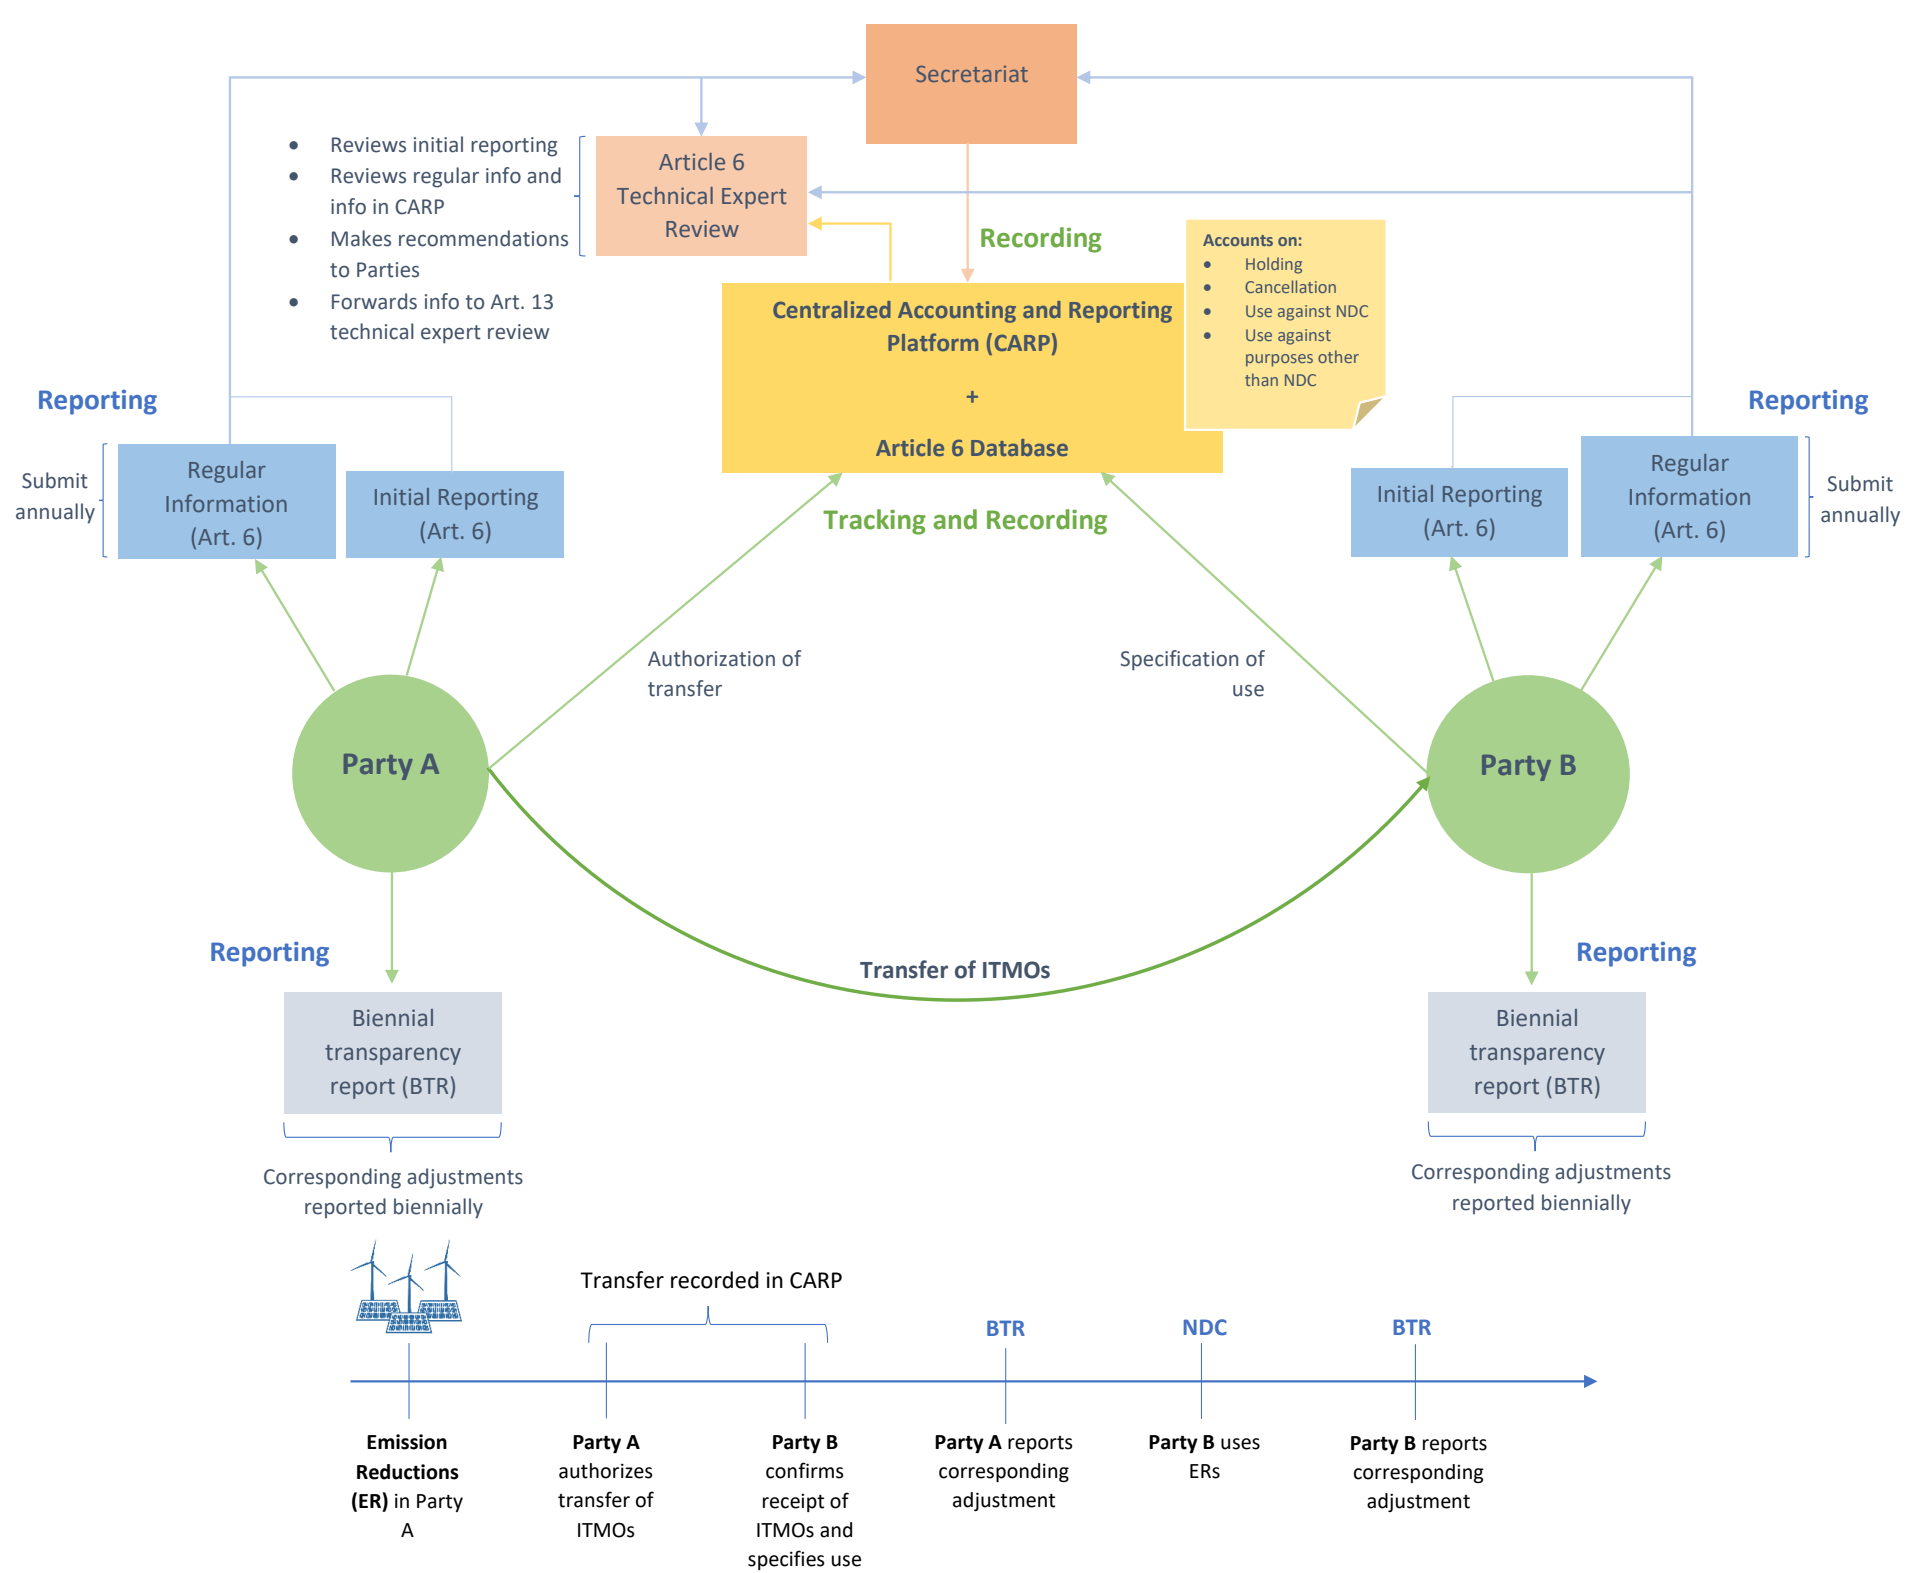 Secretariat
• Reviews initial reporting
• Reviews regular info and
info in CARP
• Makes recommendations
to Parties
• Forwards info to Art. 13
technical expert review
Article 6
Technical Expert
Review
Recording
Accounts on:
• Holding
• Cancellation
• Use against NDC
• Use against
purposes other
than NDC
Centralized Accounting and Reporting
Platform (CARP)
+
Article 6 Database
Reporting
Reporting
Submit
annually
Regular
Information
(Art. 6)
Initial Reporting
(Art. 6)
Tracking and Recording
Initial Reporting
(Art. 6)
Regular
Information
(Art. 6)
Submit
annually
Authorization of
transfer
Specification of
use
Party A
Party B
Transfer of ITMOs
Reporting
Reporting
Biennial
transparency
report (BTR)
Biennial
transparency
report (BTR)
Corresponding adjustments
reported biennially
Corresponding adjustments
reported biennially
Transfer recorded in CARP
BTR
NDC
BTR
Emission
Reductions
(ER) in Party
A
Party A
authorizes
transfer of
ITMOs
Party B
confirms
receipt of
ITMOs and
specifies use
Party A reports
corresponding
adjustment
Party B uses
ERs
Party B reports
corresponding
adjustment